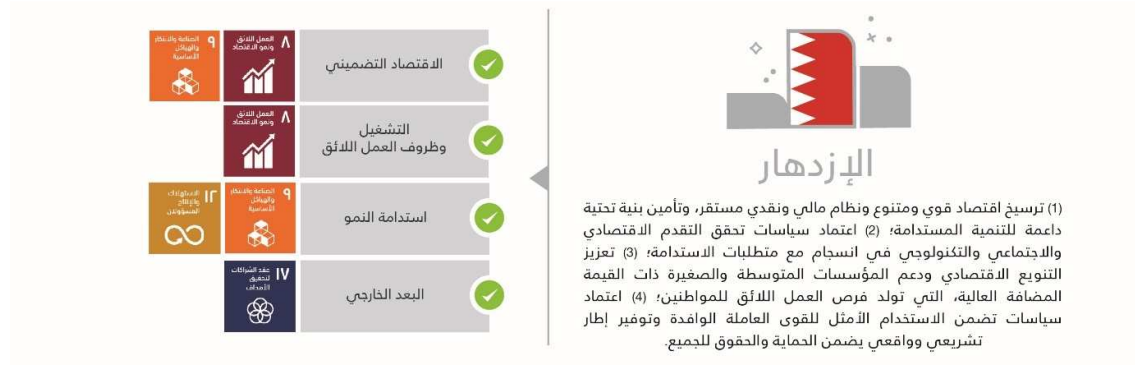 الازدهار
(1) ترسيخ اقتصاد قوي ومتنوع ونظام مالي ونقدي مستقر، وتأمين بنية تحتية
داعمة للتنمية المستدامة؛ (2) اعتماد سياسات تحقق التقدم الاقتصادي
والاجتماعي والتكنولوجي في انسجام مع متطلبات الاستدامة؛ (3) تعزيز
التنويع الاقتصادي ودعم المؤسسات المتوسطة والصغيرة ذات القيمة
المضافة العالية، التي تولد فرص العمل اللائق للمواطنين؛ (4) اعتماد
سياسات تضمن الاستخدام الأمثل للقوى العاملة الوافدة وتوفير إطار
تشريعي وواقعي يضمن الحماية والحقوق للجميع.
الاقتصاد التضميني
٨ العمل اللائق
ونمو الاقتصاد
٩ الصناعة والابتكار
والهياكل
الأساسية
التشغيل
وظروف العمل اللائق
٨ العمل اللائق
ونمو الاقتصاد
استدامة النمو
٩ الصناعة والابتكار
والهياكل
الأساسية
١٢ الاستهلاك
والإنتاج
المسؤولان
البعد الخارجي
١٧ عقد الشراكات
لتحقيق
الأهداف